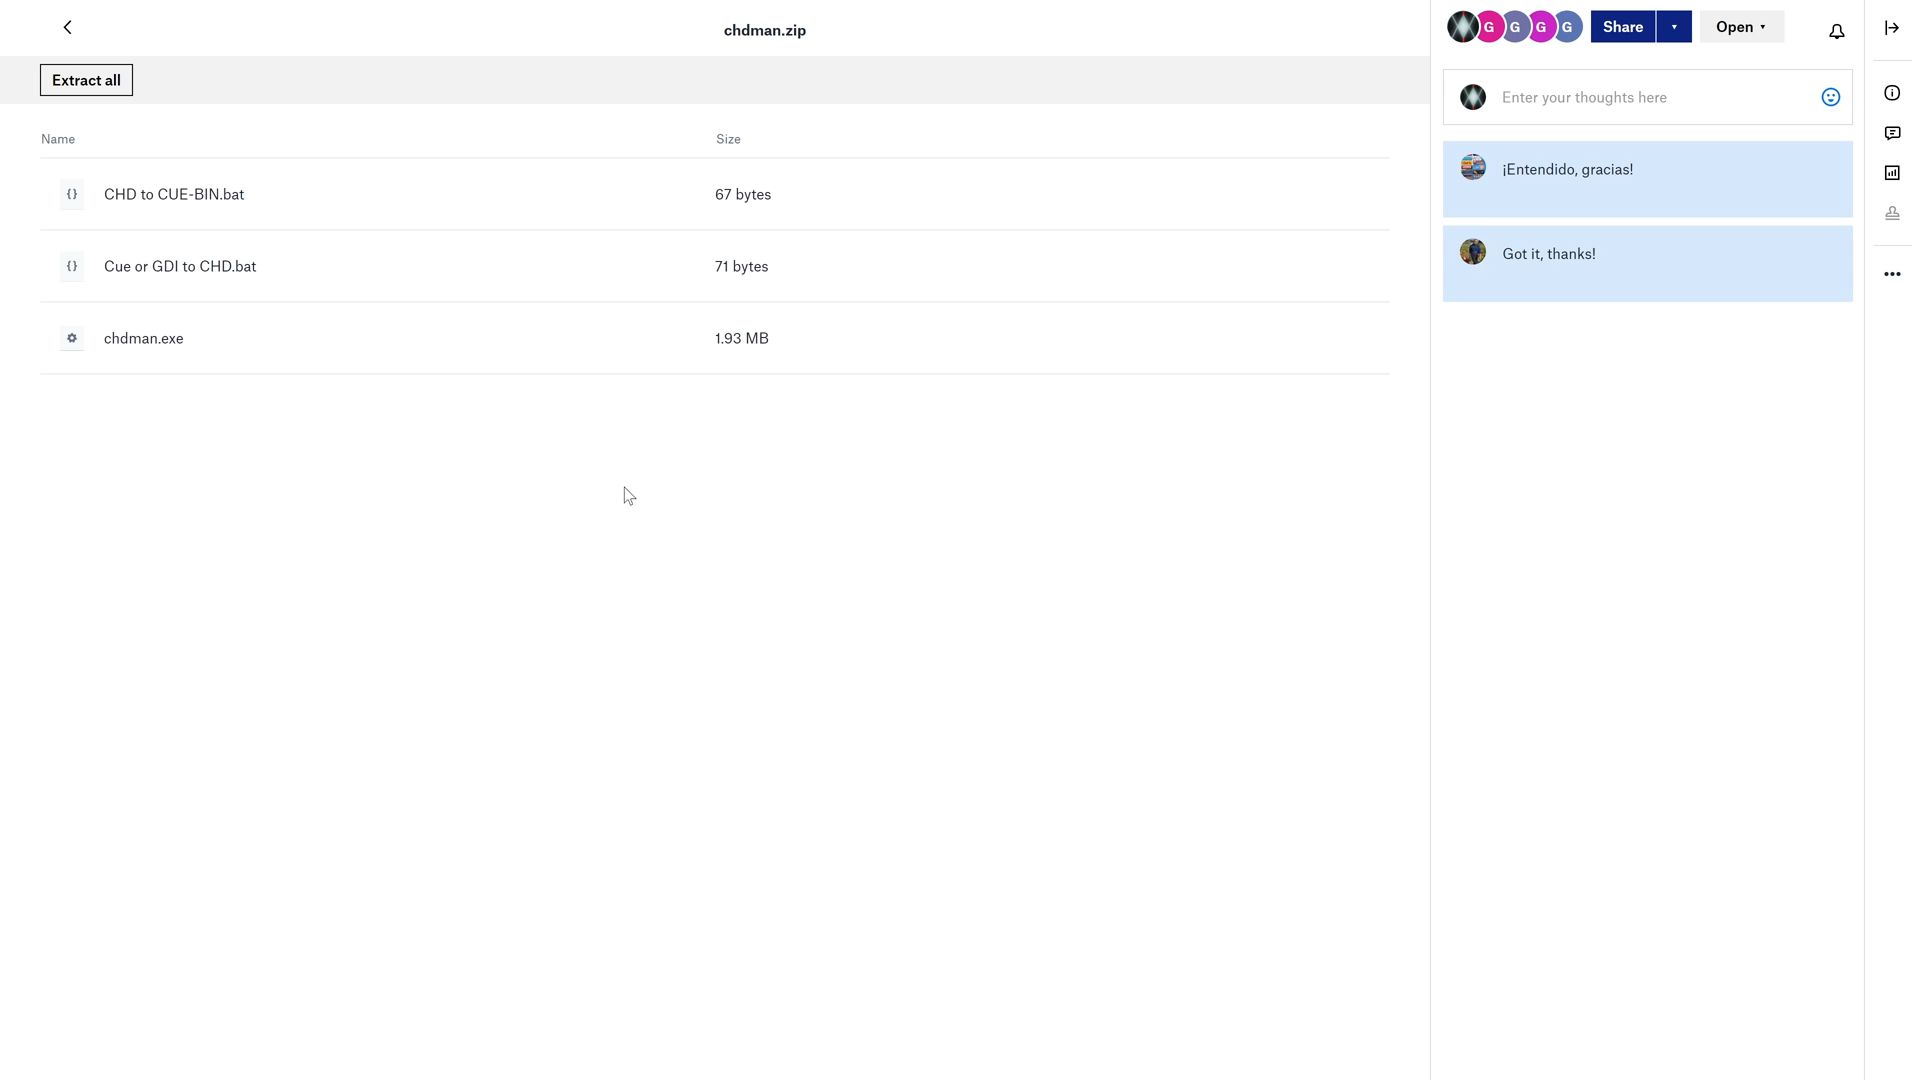 chdman.zip
G
G
G
G
Share
Open
Extract all
Enter your thoughts here
Name
Size
¡Entendido, gracias!
{} CHD to CUE-BIN.bat
67 bytes
Got it, thanks!
{} Cue or GDI to CHD.bat
71 bytes
chdman.exe
1.93 MB